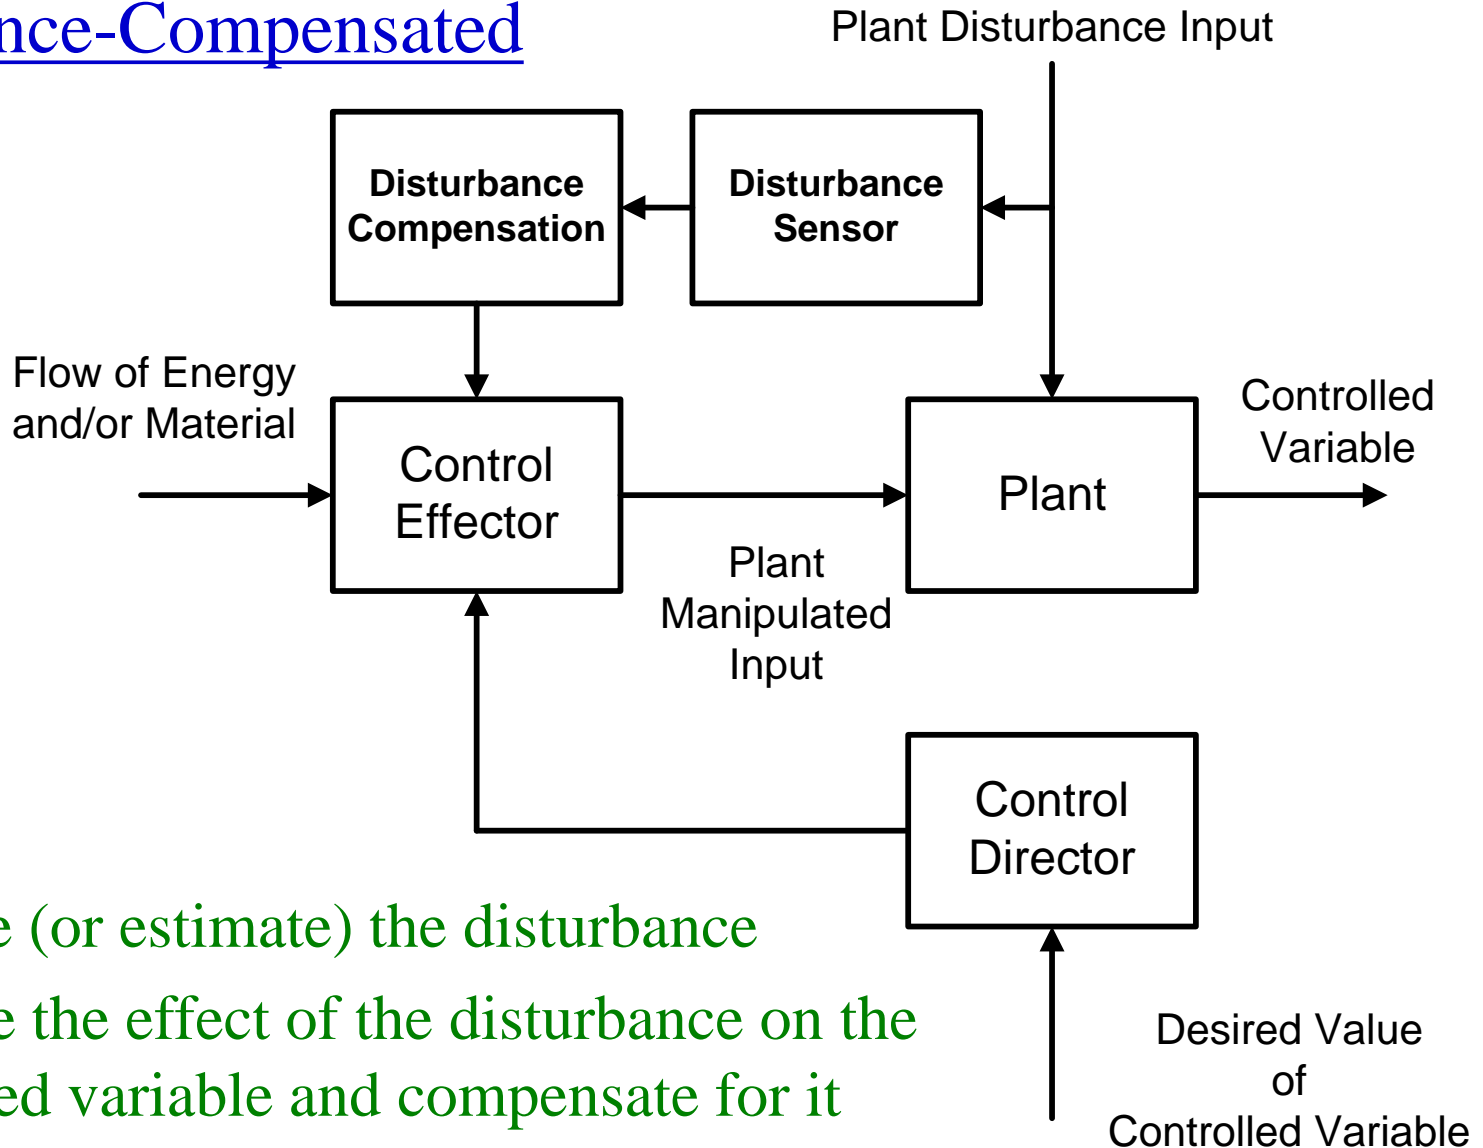 nce-Compensated
Plant Disturbance Input
Disturbance
Compensation
Disturbance
Sensor
Flow of Energy
and/or Material
Control
Effector
Plant
Controlled
Variable
Plant
Manipulated
Input
Control
Director
e (or estimate) the disturbance
e the effect of the disturbance on the
ed variable and compensate for it
Desired Value
of
Controlled Variable